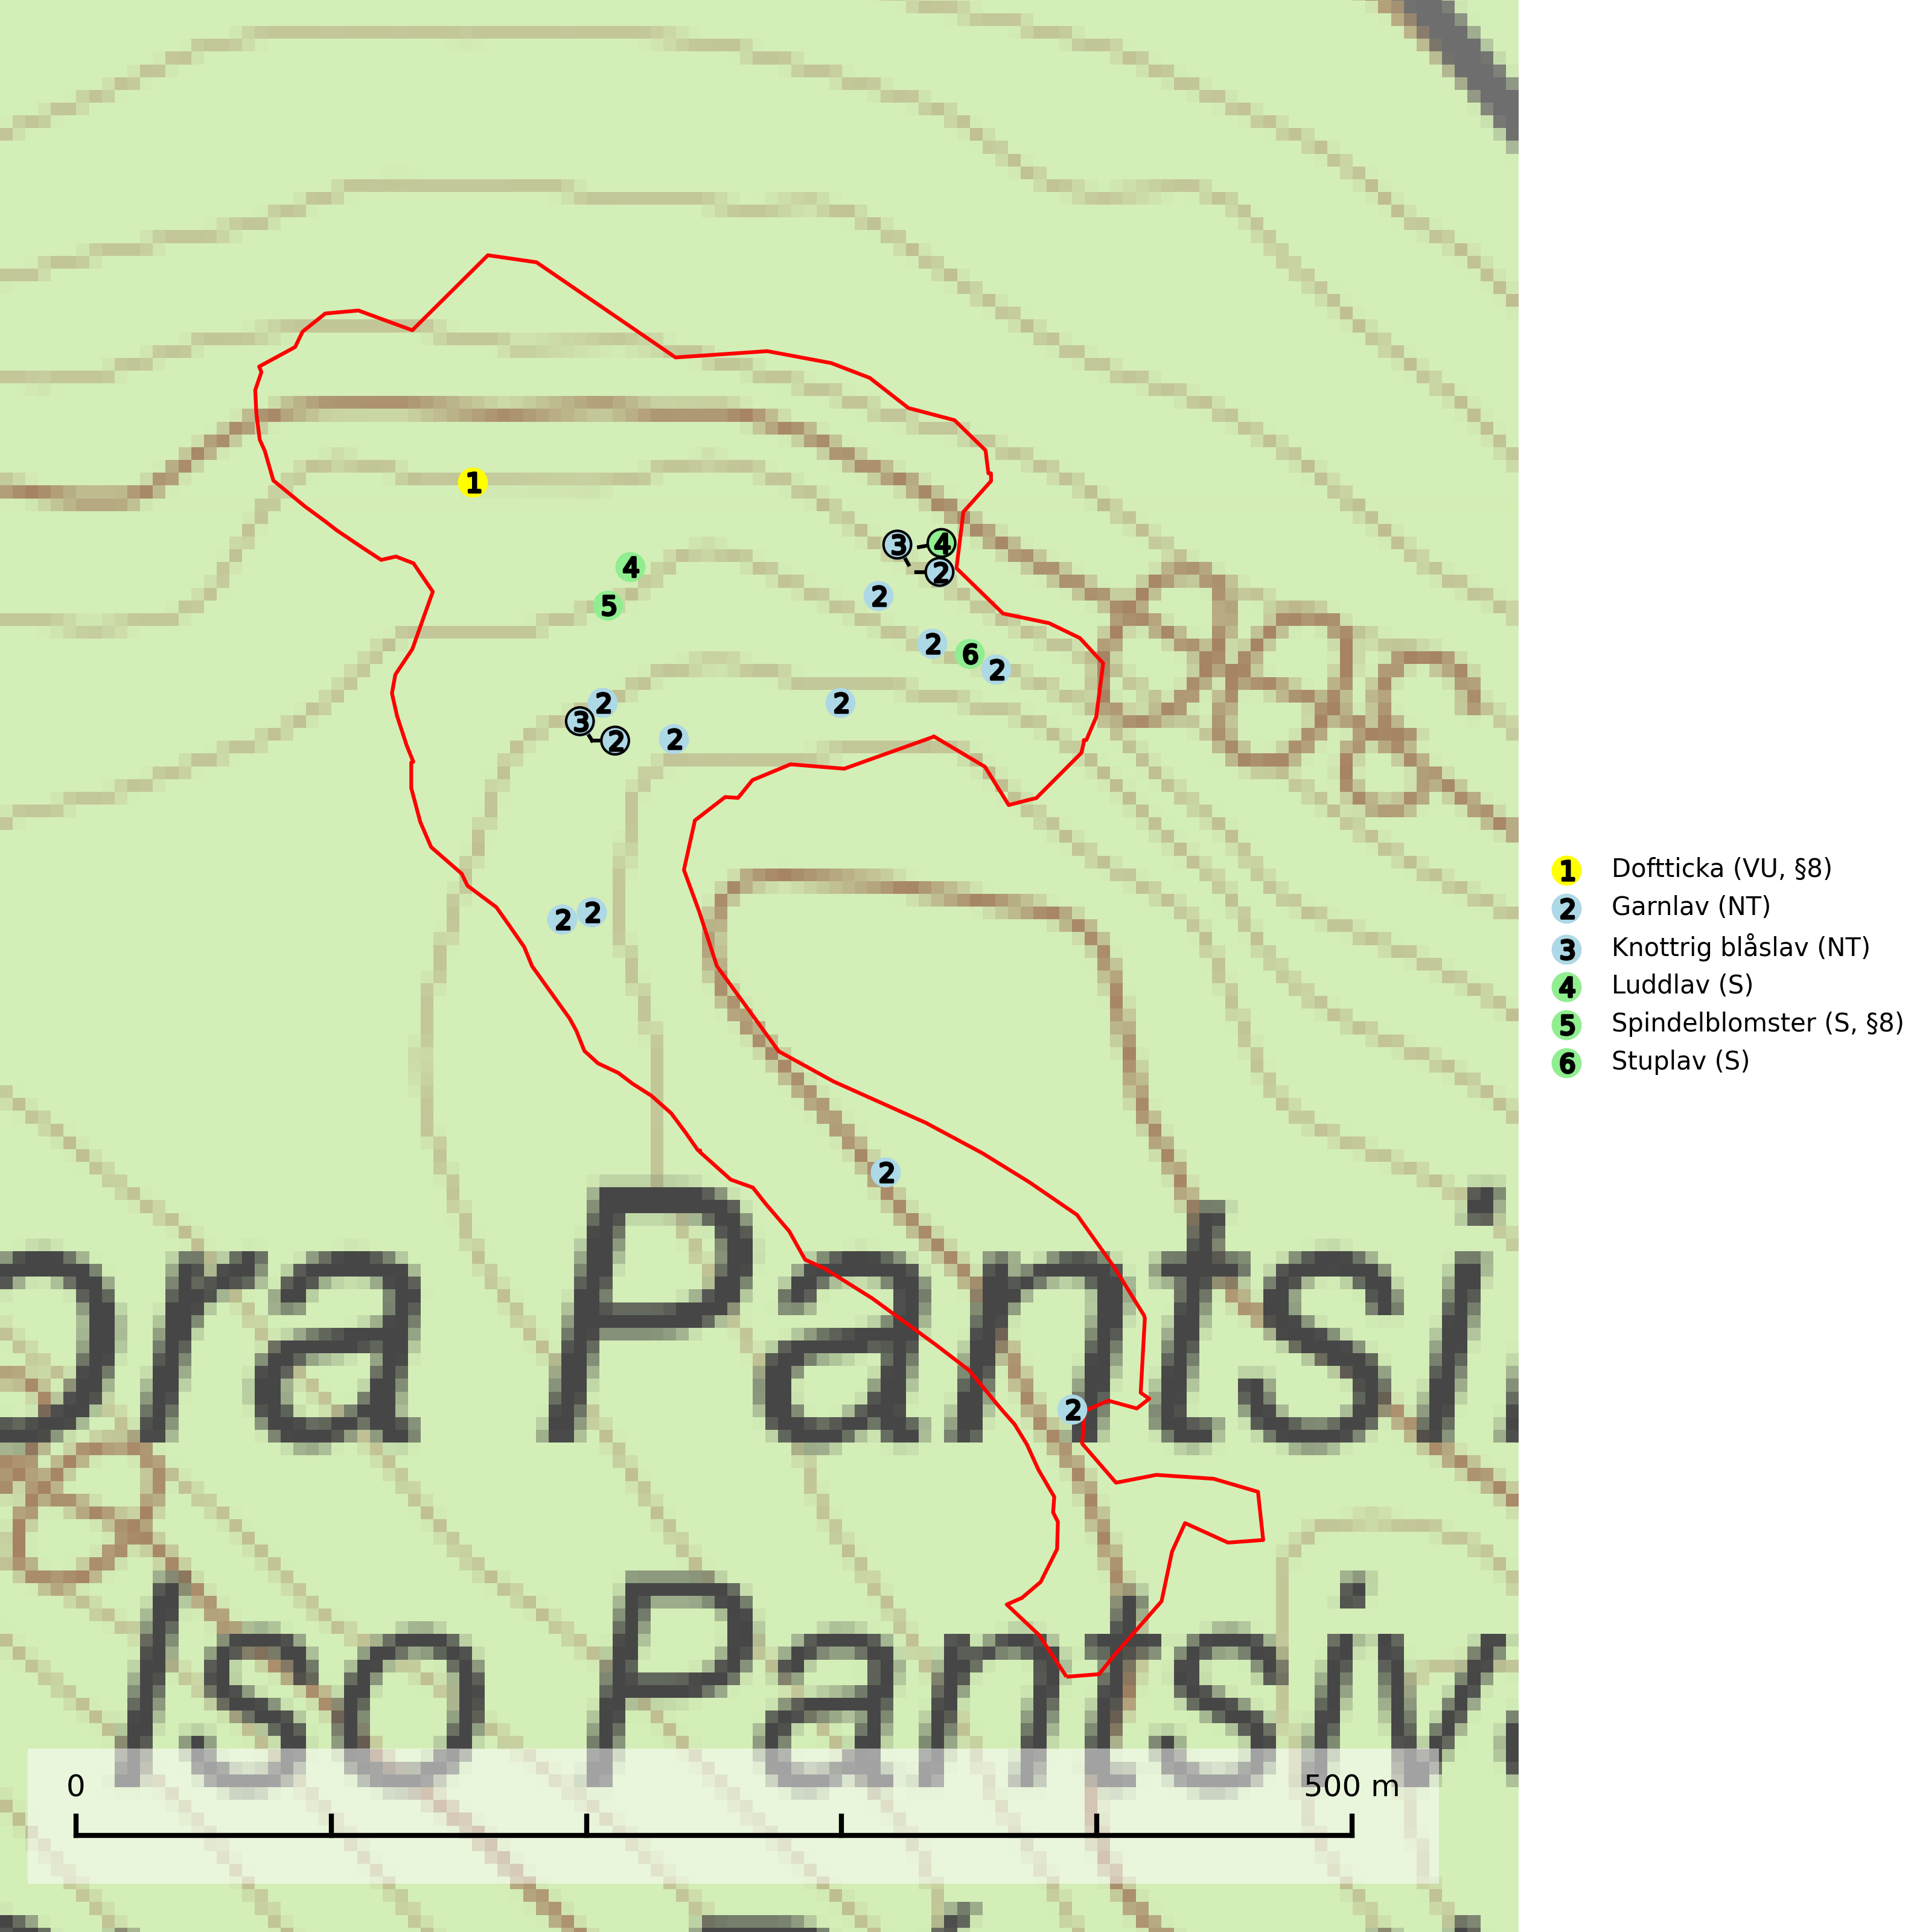 1
4
5
3
4
2
2
2
6
2
2
3
2
2
2
2
2
2
ora Pantsi
2
Iso Pantsiv
0
500 m
1 Doftticka (VU, §8)
2 Garnlav (NT)
3 Knottrig blåslav (NT)
4 Luddlav (S)
5 Spindelblomster (S, §8)
6 Stuplav (S)